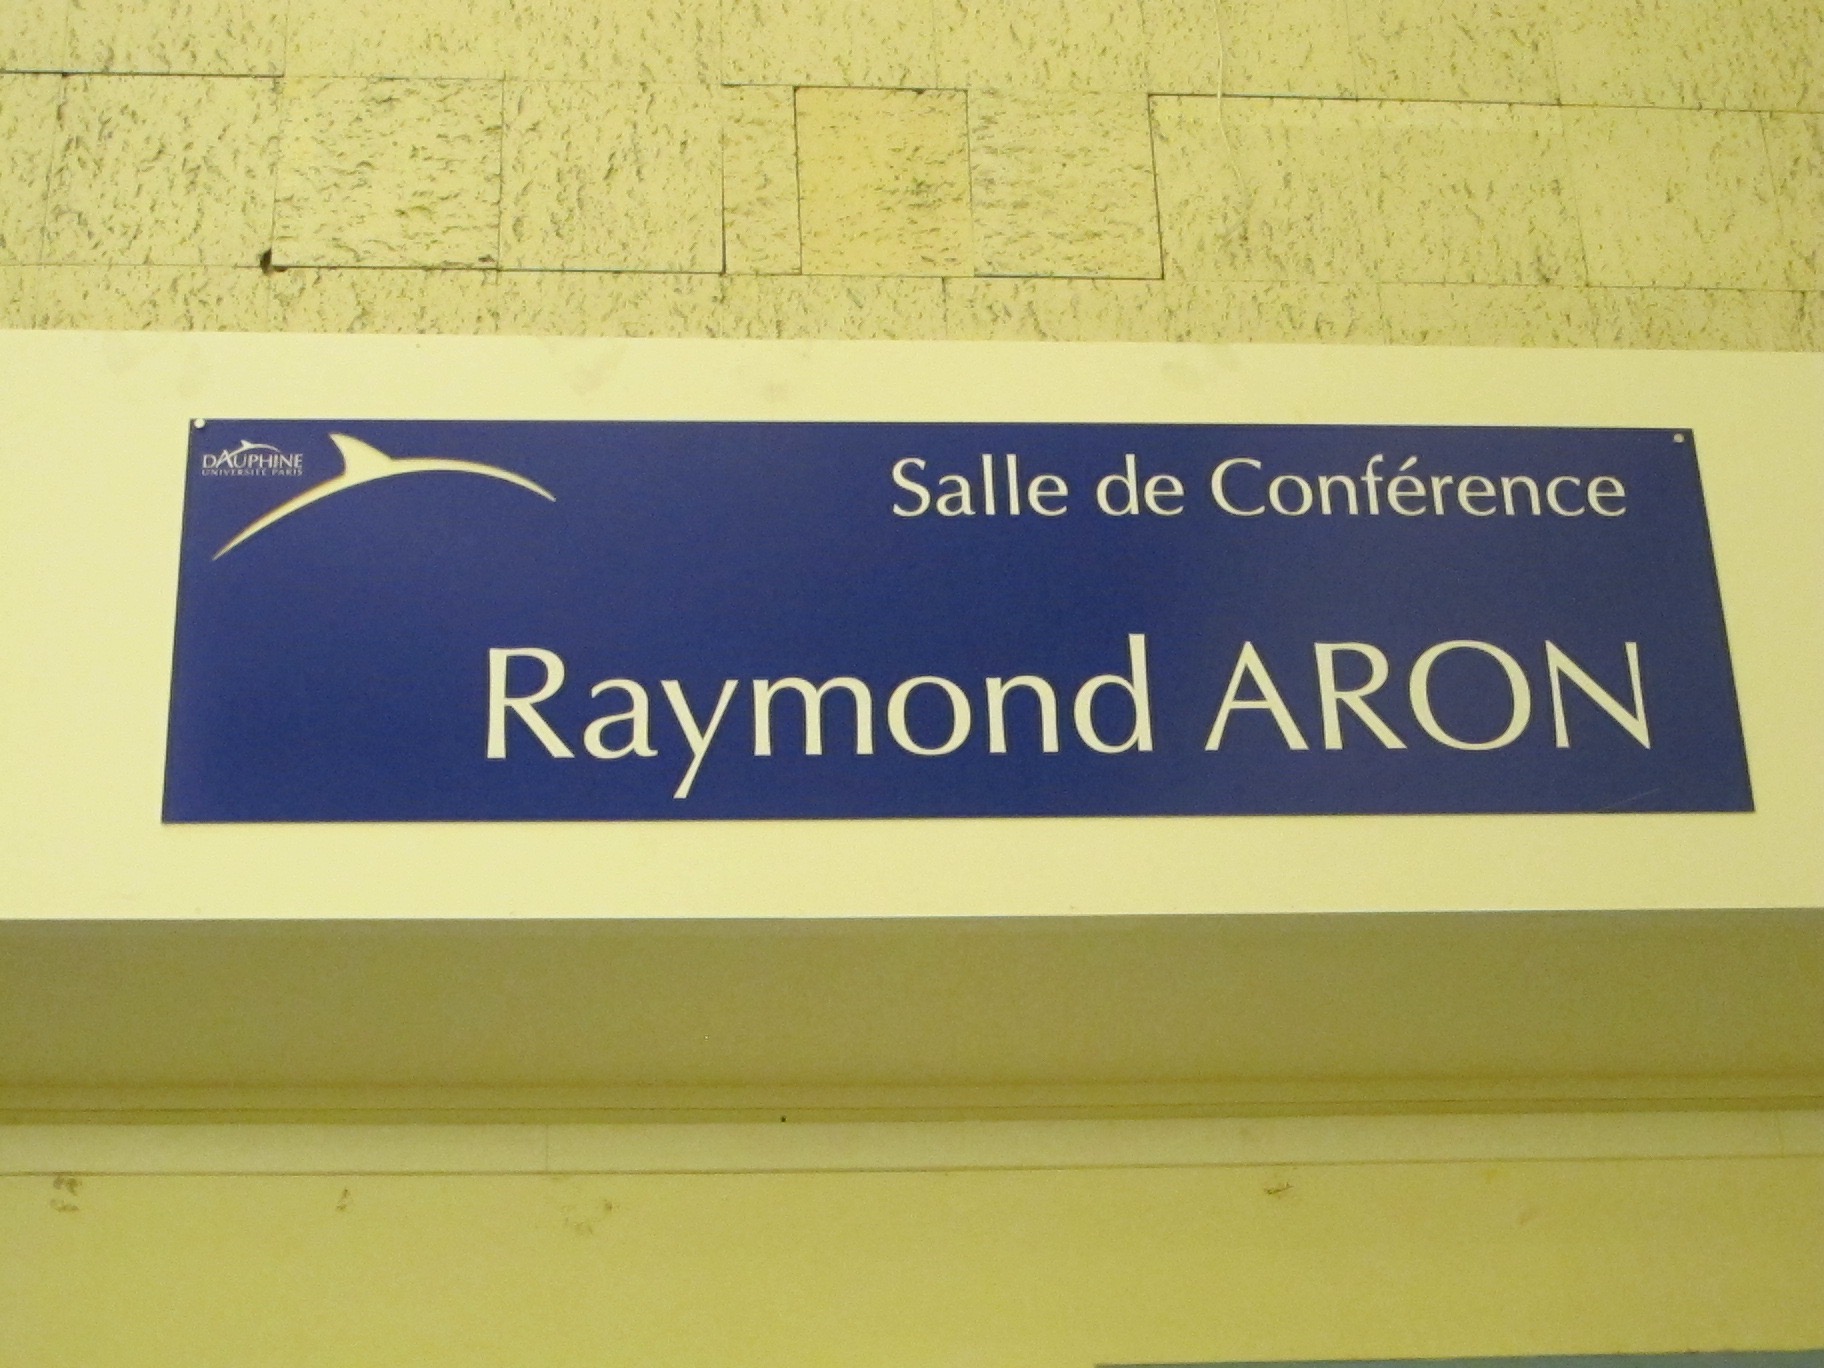 DAUPHINE
UNIVERSITÉ PARIS
Salle de Conférence
Raymond ARON